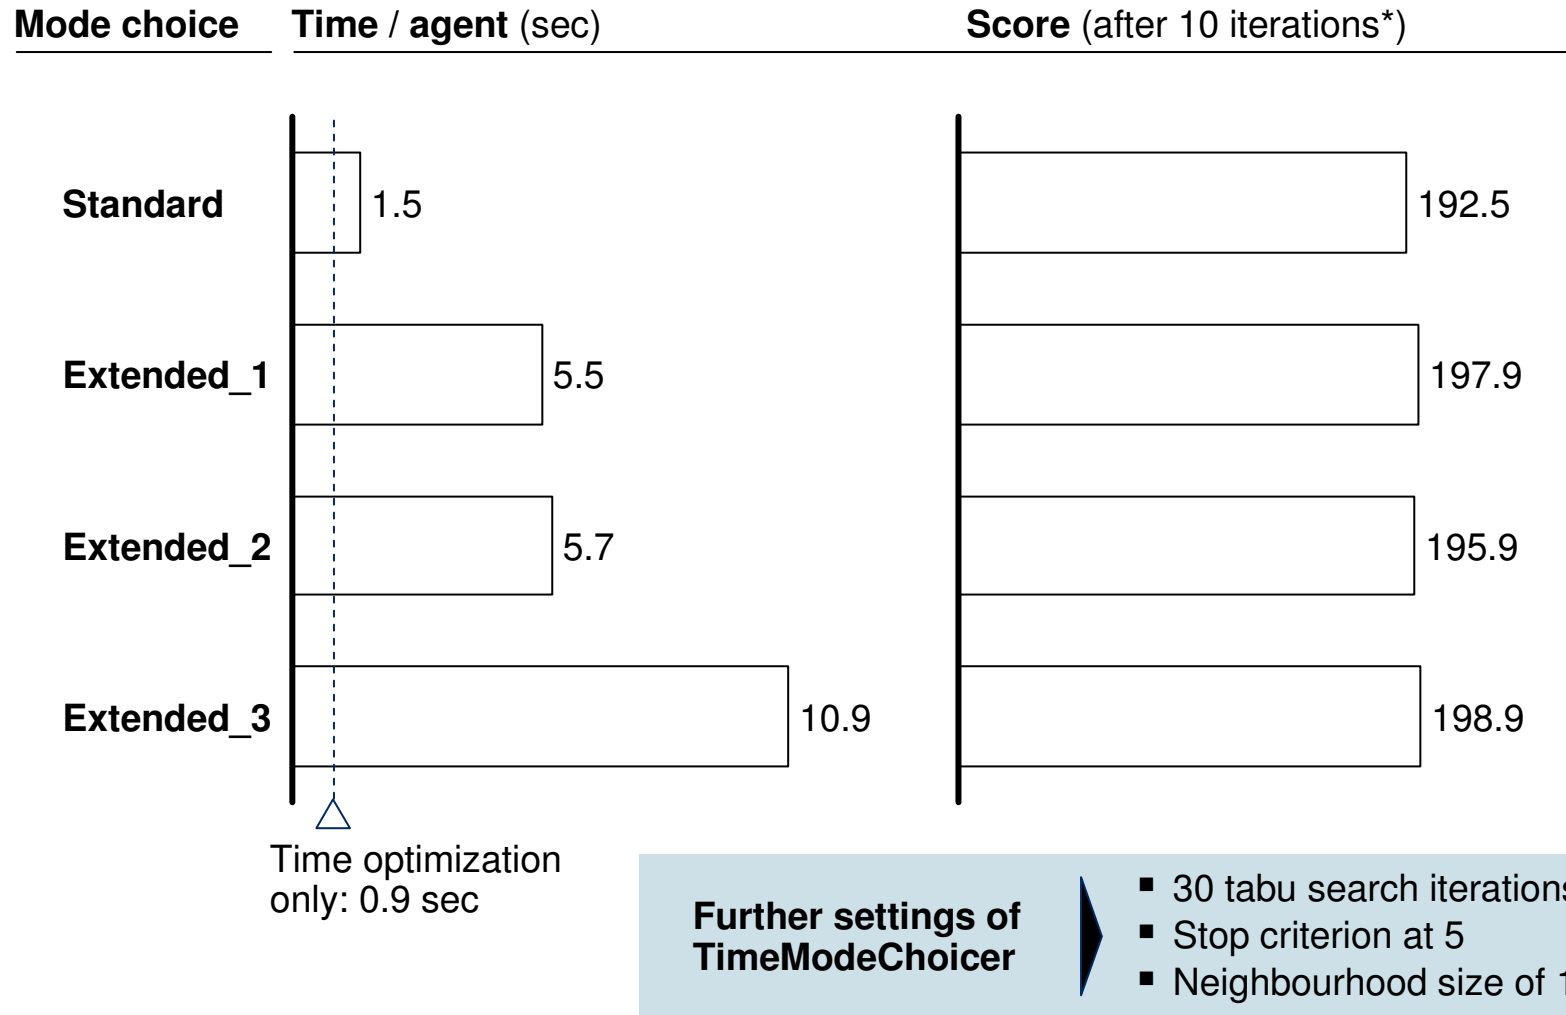 Mode choice Time / agent (sec) Score (after 10 iterations*)
Standard 1.5 192.5
Extended_1 5.5 197.9
Extended_2 5.7 195.9
Extended_3 10.9 198.9
Time optimization
only: 0.9 sec
Further settings of
TimeModeChoicer
▪ 30 tabu search iterations
▪ Stop criterion at 5
▪ Neighbourhood size of